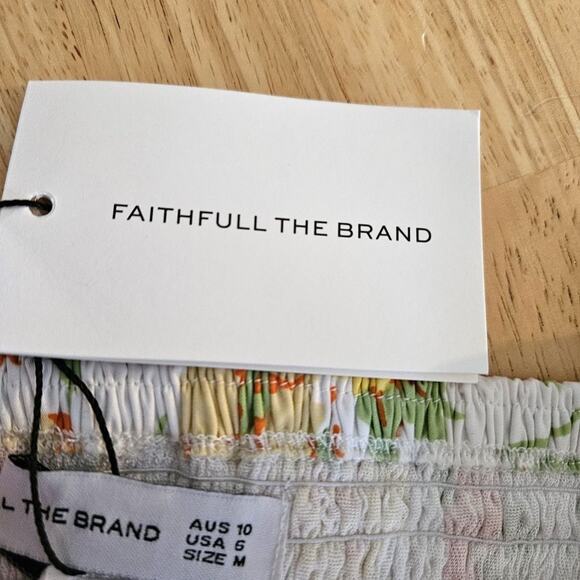 FAITHFULL THE BRAND
L THE BRAND
AUS 10
USA 6
SIZE M